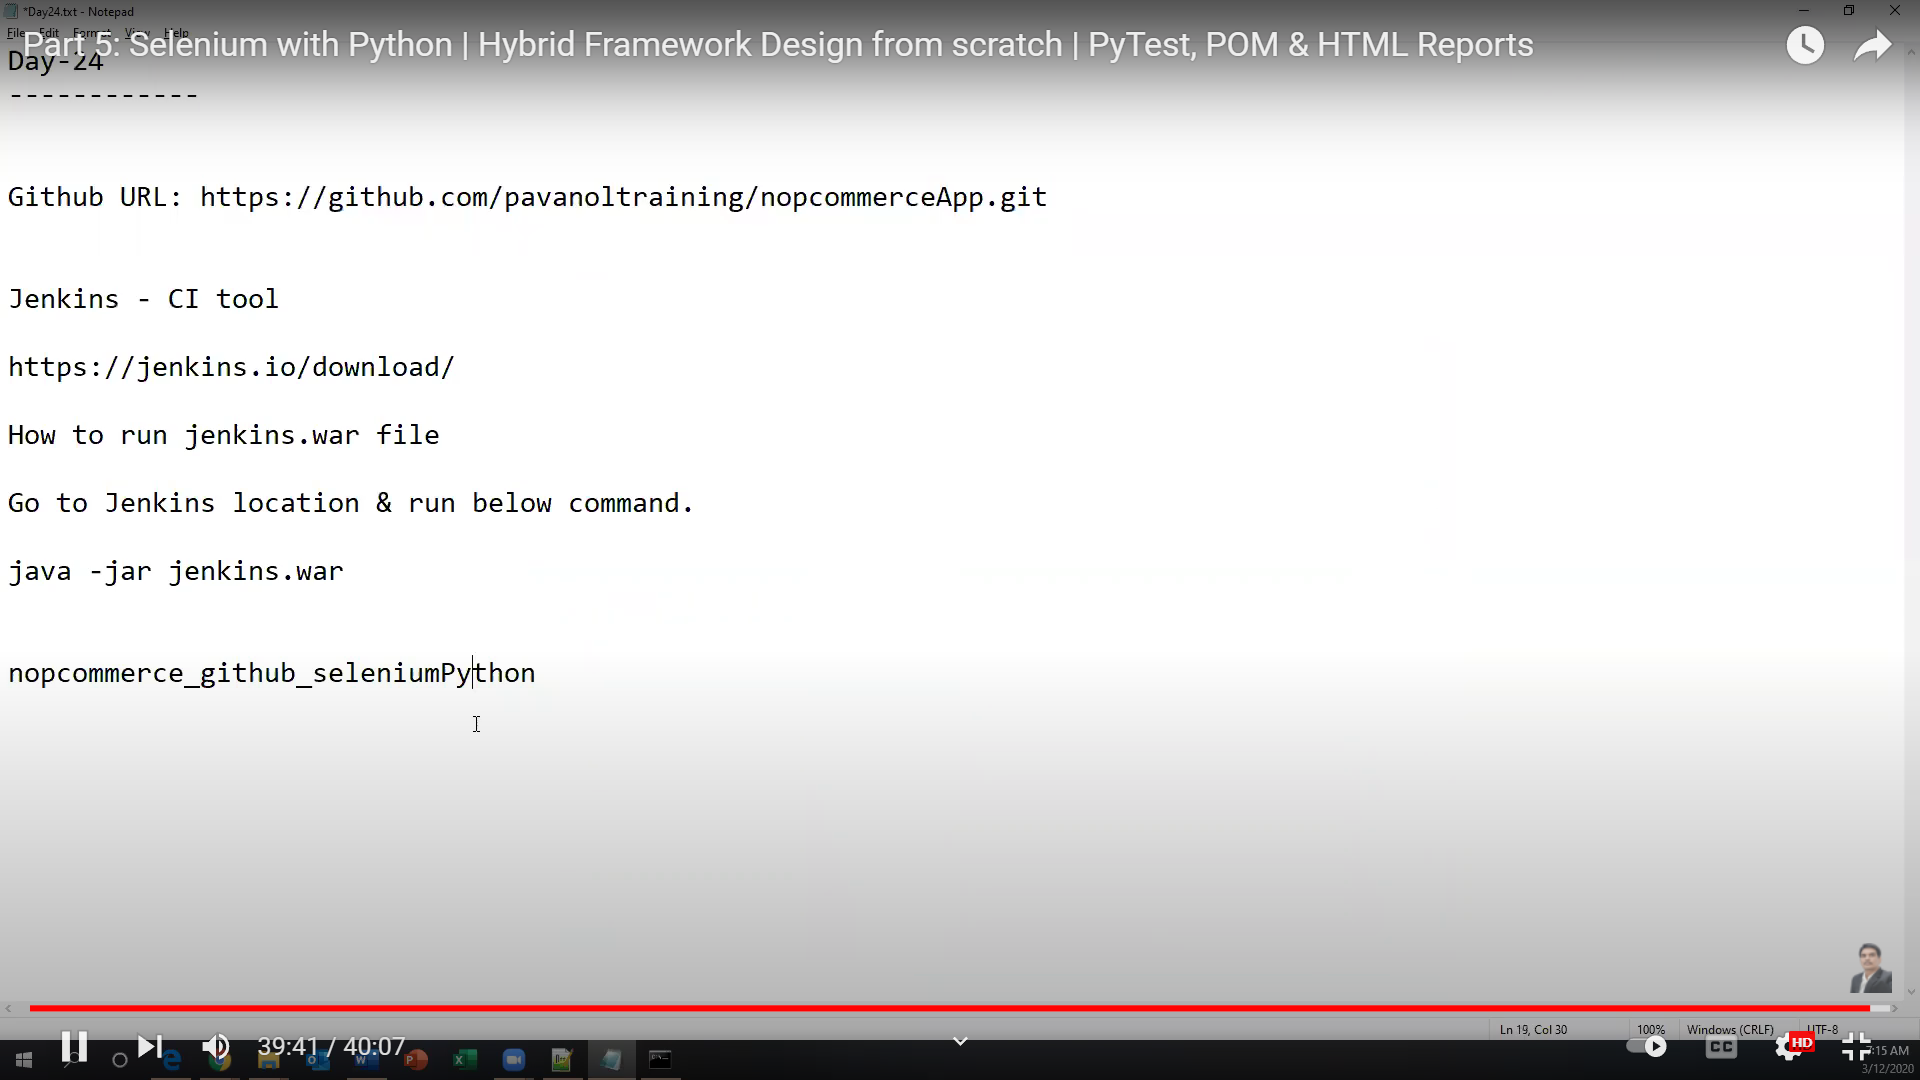 *Day24.txt - Notepad
File Edit Format View Help
Part 5: Selenium with Python | Hybrid Framework Design from scratch | PyTest, POM & HTML Reports
Day-24
------------
Github URL: https://github.com/pavanoltraining/nopcommerceApp.git
Jenkins - CI tool
https://jenkins.io/download/
How to run jenkins.war file
Go to Jenkins location & run below command.
java -jar jenkins.war
nopcommerce_github_seleniumPython
Ln 19, Col 30 100% Windows (CRLF) UTF-8
39:41 / 40:07
CC HD
7:15 AM
3/12/2020